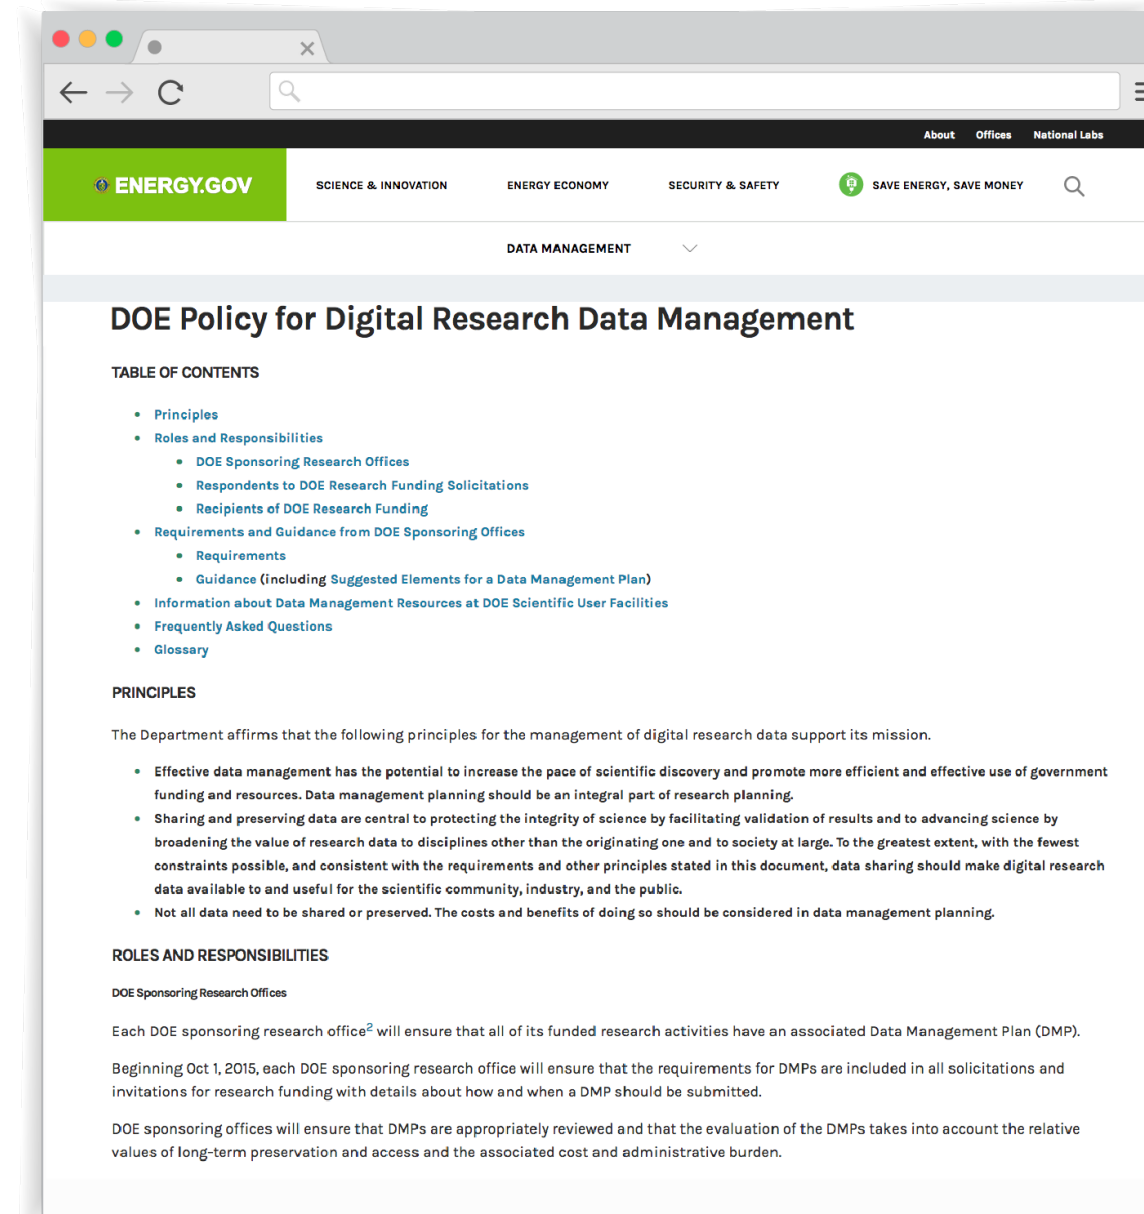 About Offices National Labs
ENERGY.GOV SCIENCE & INNOVATION ENERGY ECONOMY SECURITY & SAFETY SAVE ENERGY, SAVE MONEY
DATA MANAGEMENT
DOE Policy for Digital Research Data Management
TABLE OF CONTENTS
• Principles
• Roles and Responsibilities
• DOE Sponsoring Research Offices
• Respondents to DOE Research Funding Solicitations
• Recipients of DOE Research Funding
• Requirements and Guidance from DOE Sponsoring Offices
• Requirements
• Guidance (including Suggested Elements for a Data Management Plan)
• Information about Data Management Resources at DOE Scientific User Facilities
• Frequently Asked Questions
• Glossary
PRINCIPLES
The Department affirms that the following principles for the management of digital research data support its mission.
• Effective data management has the potential to increase the pace of scientific discovery and promote more efficient and effective use of government
funding and resources. Data management planning should be an integral part of research planning.
• Sharing and preserving data are central to protecting the integrity of science by facilitating validation of results and to advancing science by
broadening the value of research data to disciplines other than the originating one and to society at large. To the greatest extent, with the fewest
constraints possible, and consistent with the requirements and other principles stated in this document, data sharing should make digital research
data available to and useful for the scientific community, industry, and the public.
• Not all data need to be shared or preserved. The costs and benefits of doing so should be considered in data management planning.
ROLES AND RESPONSIBILITIES
DOE Sponsoring Research Offices
Each DOE sponsoring research office2 will ensure that all of its funded research activities have an associated Data Management Plan (DMP).
Beginning Oct 1, 2015, each DOE sponsoring research office will ensure that the requirements for DMPs are included in all solicitations and
invitations for research funding with details about how and when a DMP should be submitted.
DOE sponsoring offices will ensure that DMPs are appropriately reviewed and that the evaluation of the DMPs takes into account the relative
values of long-term preservation and access and the associated cost and administrative burden.